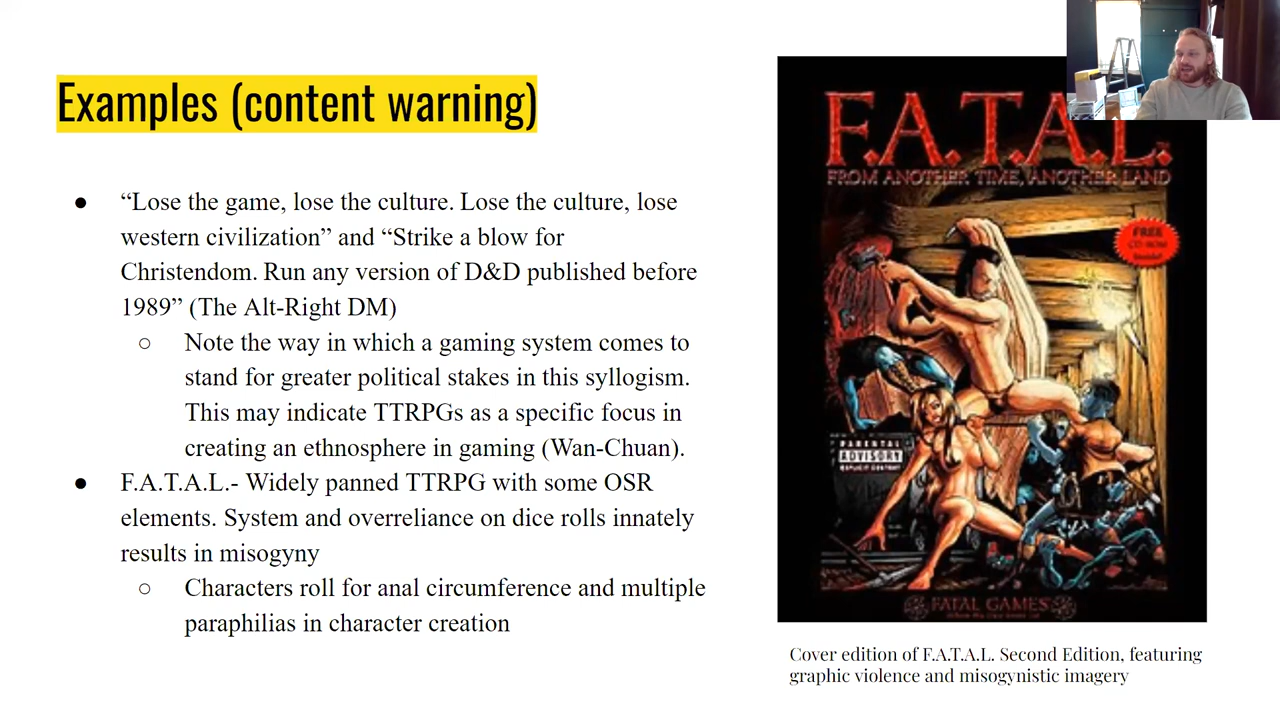 Examples (content warning)
● “Lose the game, lose the culture. Lose the culture, lose
western civilization” and “Strike a blow for
Christendom. Run any version of D&D published before
1989” (The Alt-Right DM)
○ Note the way in which a gaming system comes to
stand for greater political stakes in this syllogism.
This may indicate TTRPGs as a specific focus in
creating an ethnosphere in gaming (Wan-Chuan).
● F.A.T.A.L.- Widely panned TTRPG with some OSR
elements. System and overreliance on dice rolls innately
results in misogyny
○ Characters roll for anal circumference and multiple
paraphilias in character creation
F.A.T.A.L.
FROM ANOTHER TIME, ANOTHER LAND
FREE
CD-ROM
PARENTAL
ADVISORY
EXPLICIT CONTENT
FATAL GAMES
Cover edition of F.A.T.A.L. Second Edition, featuring
graphic violence and misogynistic imagery